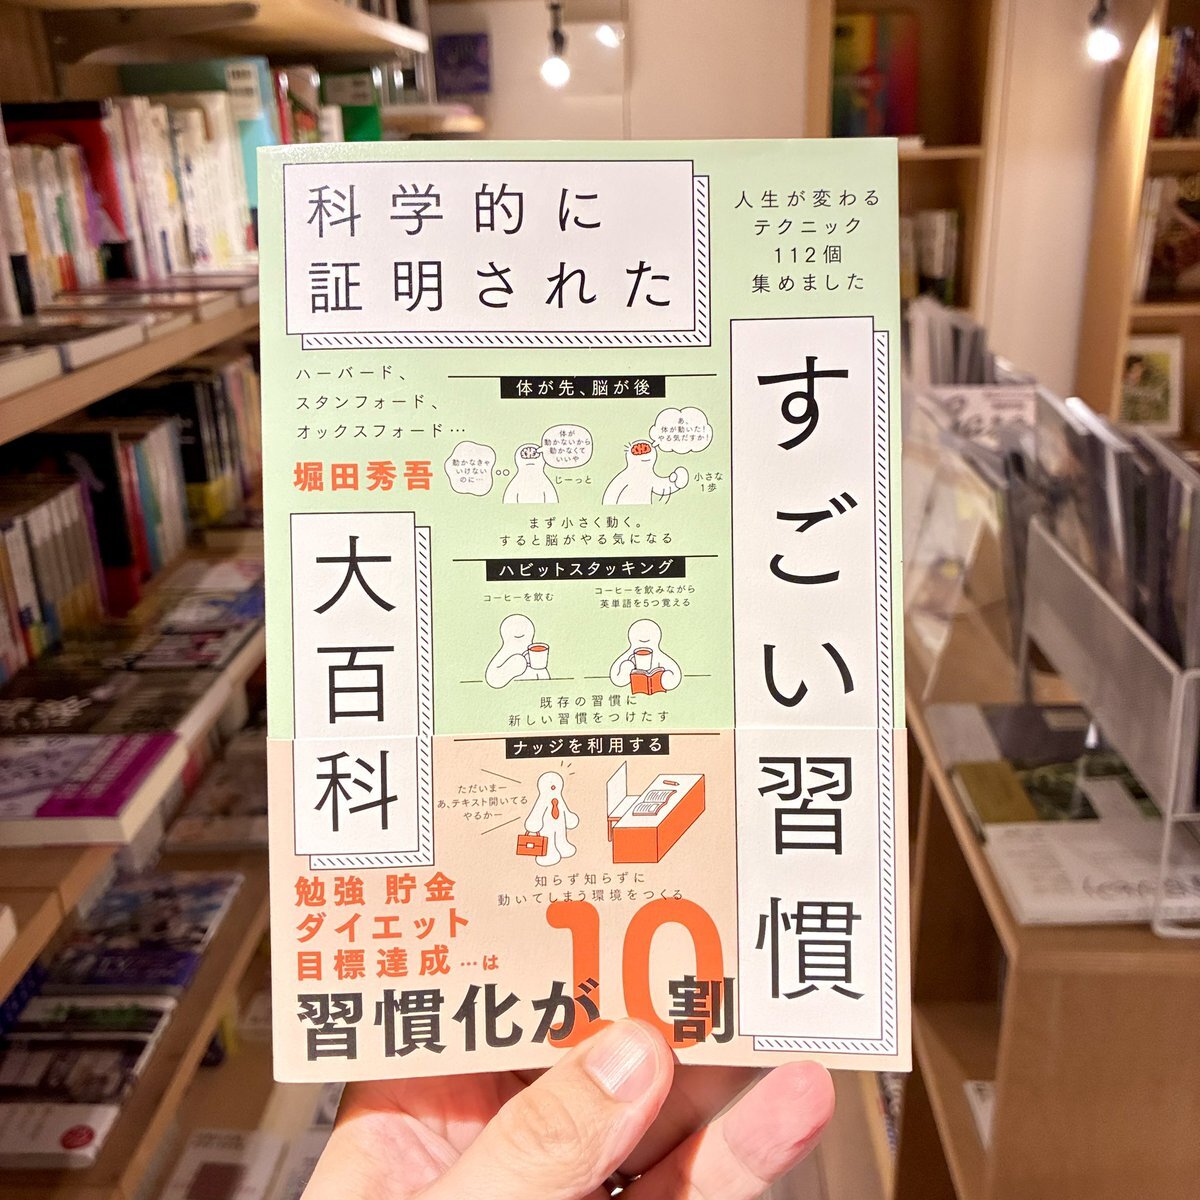 科学的に
証明された
すごい習慣
大百科
人生が変わる
テクニック
112個
集めました
ハーバード、
スタンフォード、
オックスフォード…
堀田秀吾
体が先、脳が後
動かなきゃ
いけない
のに…
体が
動かないから
動かなくて
いいや
じーっと
あ、
体が動いた!
やる気だすか!
小さな
1歩
まず小さく動く。
すると脳がやる気になる
ハビットスタッキング
コーヒーを飲む
コーヒーを飲みながら
英単語を5つ覚える
既存の習慣に
新しい習慣をつけたす
ナッジを利用する
ただいまー
あ、テキスト開いてる
やるかー
知らず知らずに
動いてしまう環境をつくる
勉強 貯金
ダイエット
目標達成…は
習慣化が10割